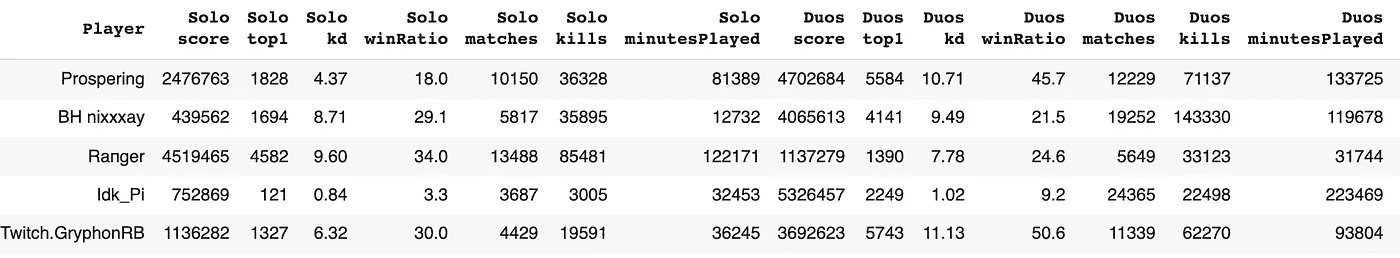 Player
Solo Solo Solo Solo Solo Solo Solo Duos Duos Duos Duos Duos Duos Duos
score top1 kd winRatio matches kills minutesPlayed score top1 kd winRatio matches kills minutesPlayed
Prospering 2476763 1828 4.37 18.0 10150 36328 81389 4702684 5584 10.71 45.7 12229 71137 133725
BH nixxxay 439562 1694 8.71 29.1 5817 35895 12732 4065613 4141 9.49 21.5 19252 143330 119678
Raпger 4519465 4582 9.60 34.0 13488 85481 122171 1137279 1390 7.78 24.6 5649 33123 31744
Idk_Pi 752869 121 0.84 3.3 3687 3005 32453 5326457 2249 1.02 9.2 24365 22498 223469
Twitch.GryphonRB 1136282 1327 6.32 30.0 4429 19591 36245 3692623 5743 11.13 50.6 11339 62270 93804